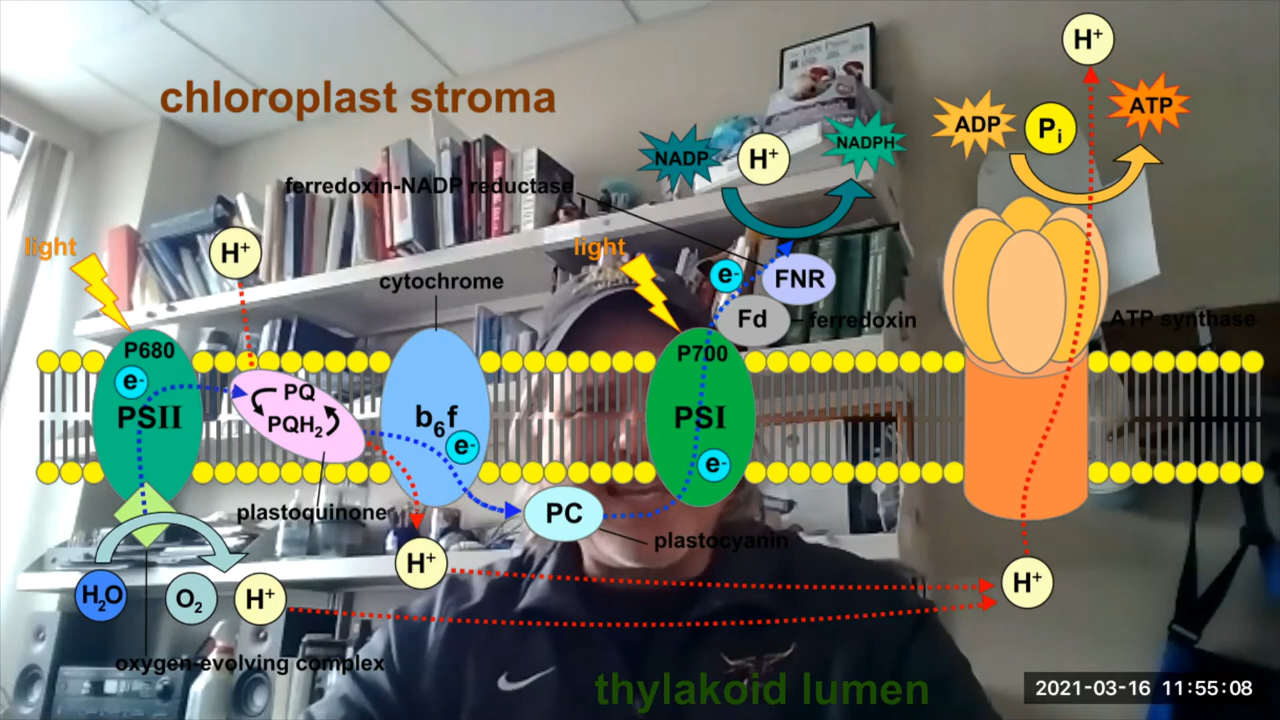 chloroplast stroma
H⁺
ADP
Pᵢ
ATP
NADP
H⁺
NADPH
ferredoxin-NADP reductase
light
H⁺
light
cytochrome
e⁻
FNR
Fd
ferredoxin
ATP synthase
P680
e⁻
PSII
PQ
PQH₂
b₆f
e⁻
P700
PSI
e⁻
plastoquinone
PC
plastocyanin
H⁺
H₂O
O₂
H⁺
H⁺
oxygen-evolving complex
thylakoid lumen
2021-03-16 11:55:08